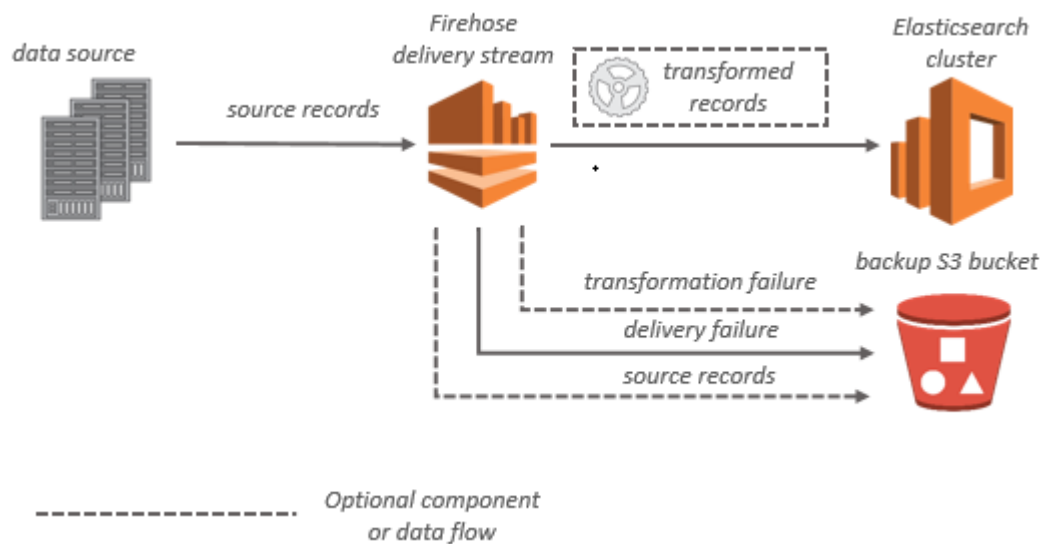 data source
source records
Firehose
delivery stream
transformed
records
Elasticsearch
cluster
backup S3 bucket
transformation failure
delivery failure
source records
Optional component
or data flow